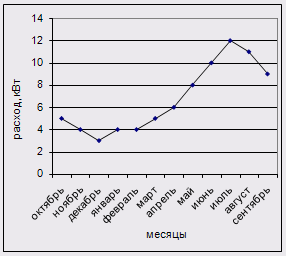 14
12
10
8
6
4
2
0
расход,кВт
октябрь
ноябрь
декабрь
январь
февраль
март
апрель
май
июнь
июль
август
сентябрь
месяцы